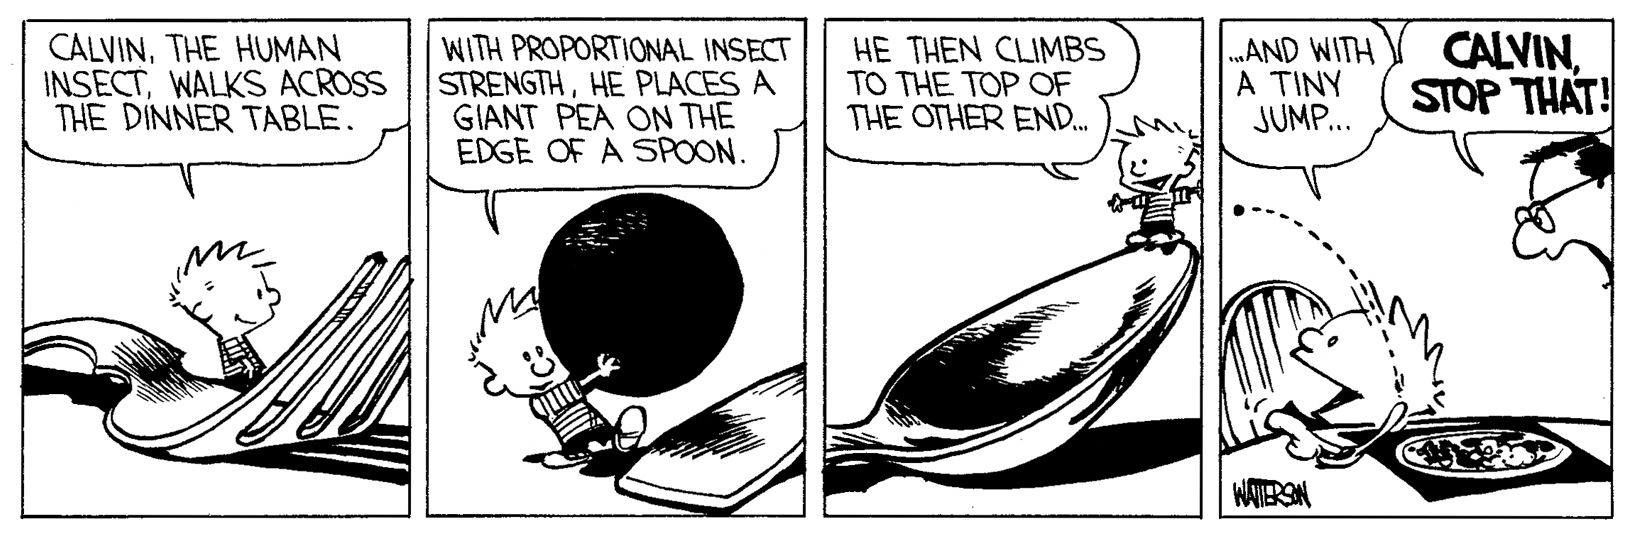 CALVIN, THE HUMAN
INSECT, WALKS ACROSS
THE DINNER TABLE.
WITH PROPORTIONAL INSECT
STRENGTH, HE PLACES A
GIANT PEA ON THE
EDGE OF A SPOON.
HE THEN CLIMBS
TO THE TOP OF
THE OTHER END...
...AND WITH
A TINY
JUMP...
CALVIN,
STOP THAT!
WATTERSON